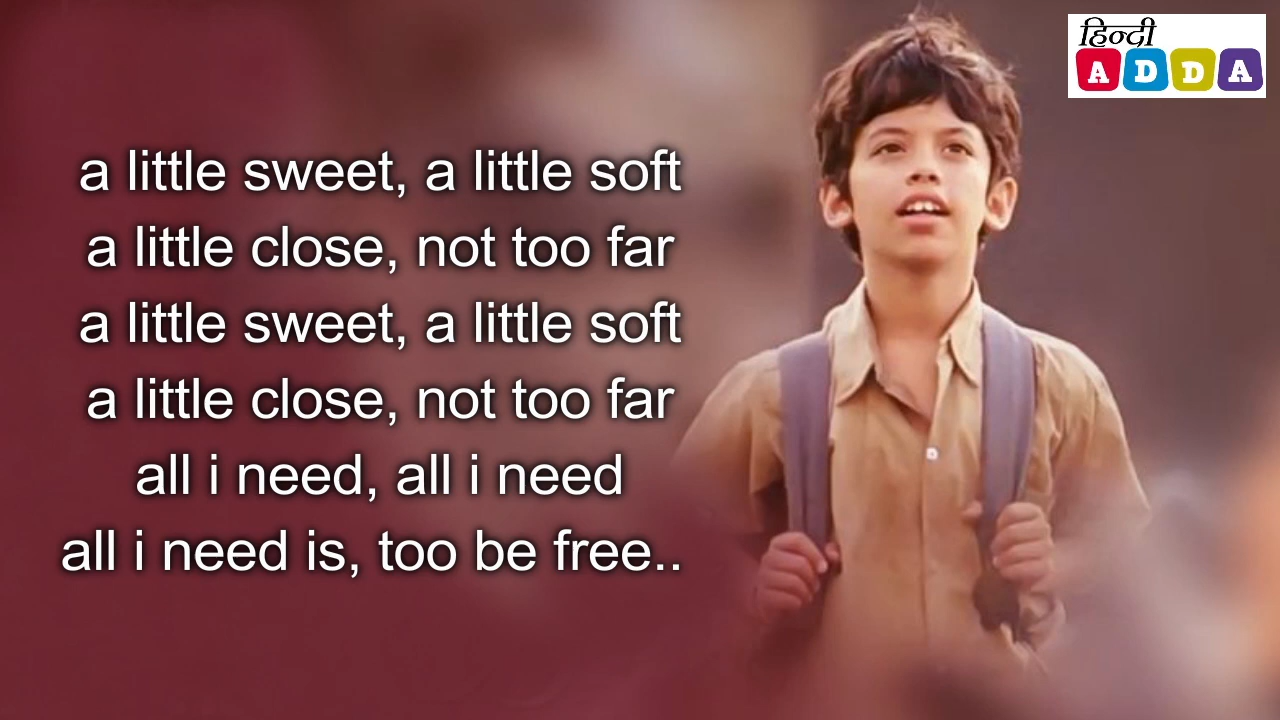 हिन्दी
ADDA
a little sweet, a little soft
a little close, not too far
a little sweet, a little soft
a little close, not too far
all i need, all i need
all i need is, too be free..